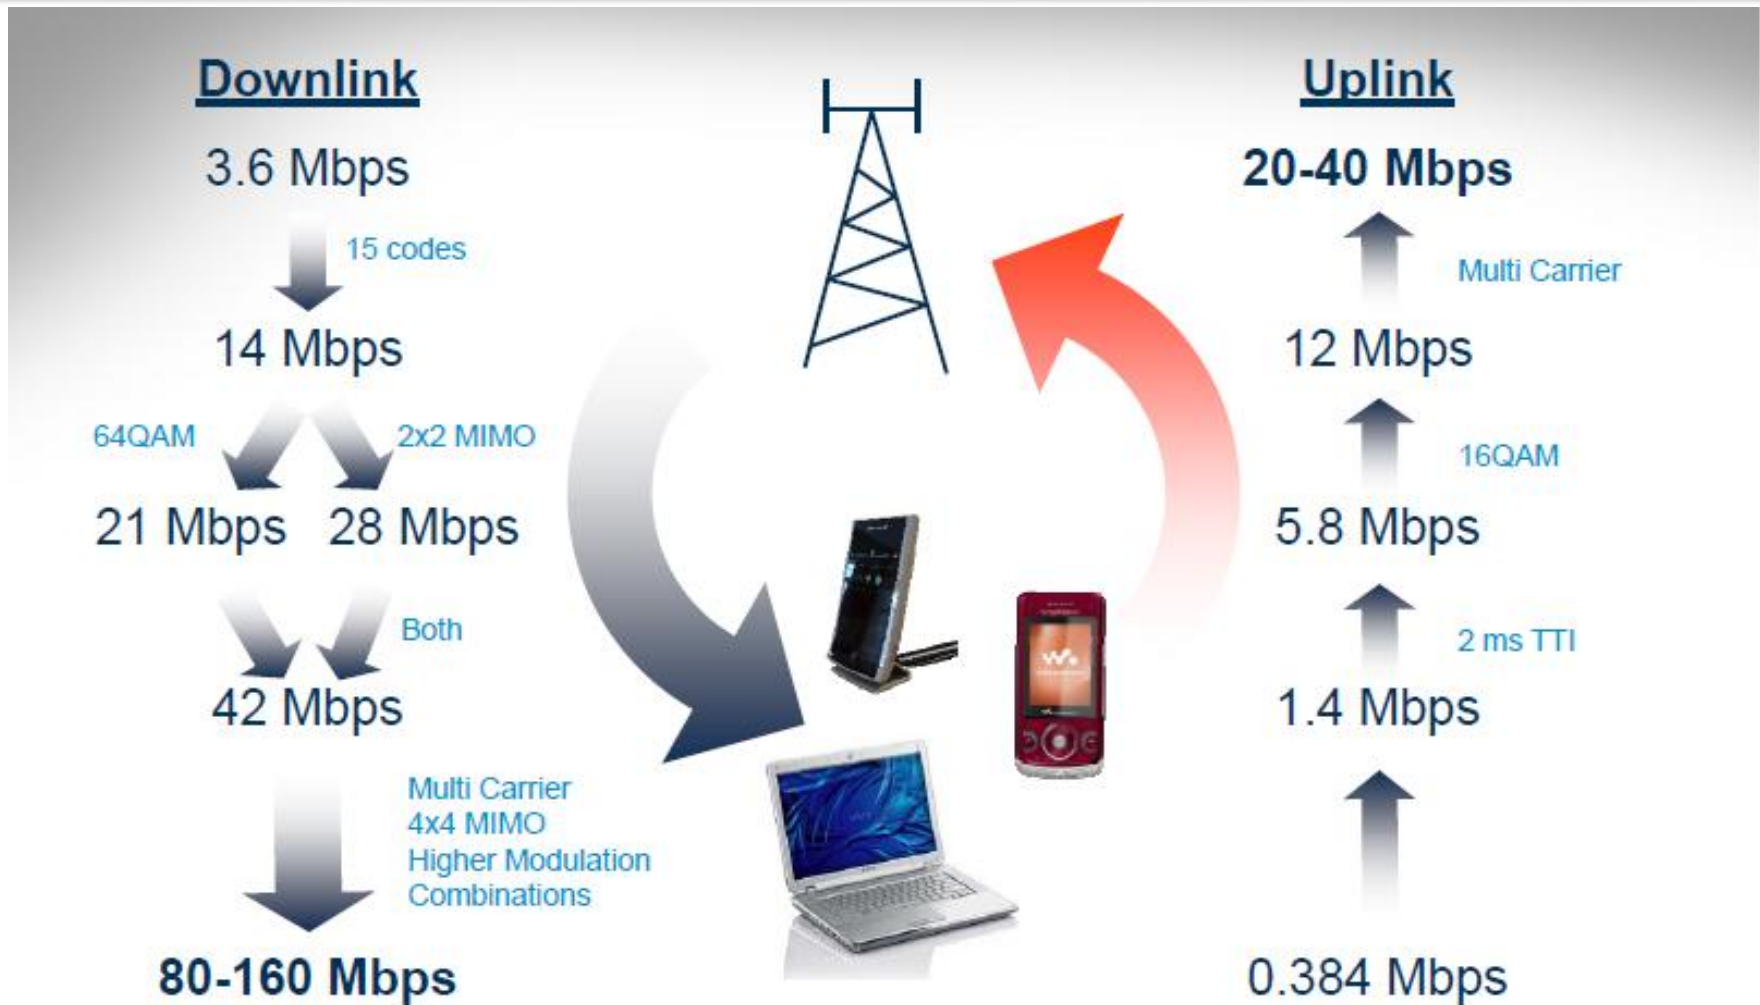 Downlink
3.6 Mbps
15 codes
14 Mbps
64QAM
2x2 MIMO
21 Mbps
28 Mbps
Both
42 Mbps
Multi Carrier
4x4 MIMO
Higher Modulation
Combinations
80-160 Mbps
Uplink
20-40 Mbps
Multi Carrier
12 Mbps
16QAM
5.8 Mbps
2 ms TTI
1.4 Mbps
0.384 Mbps